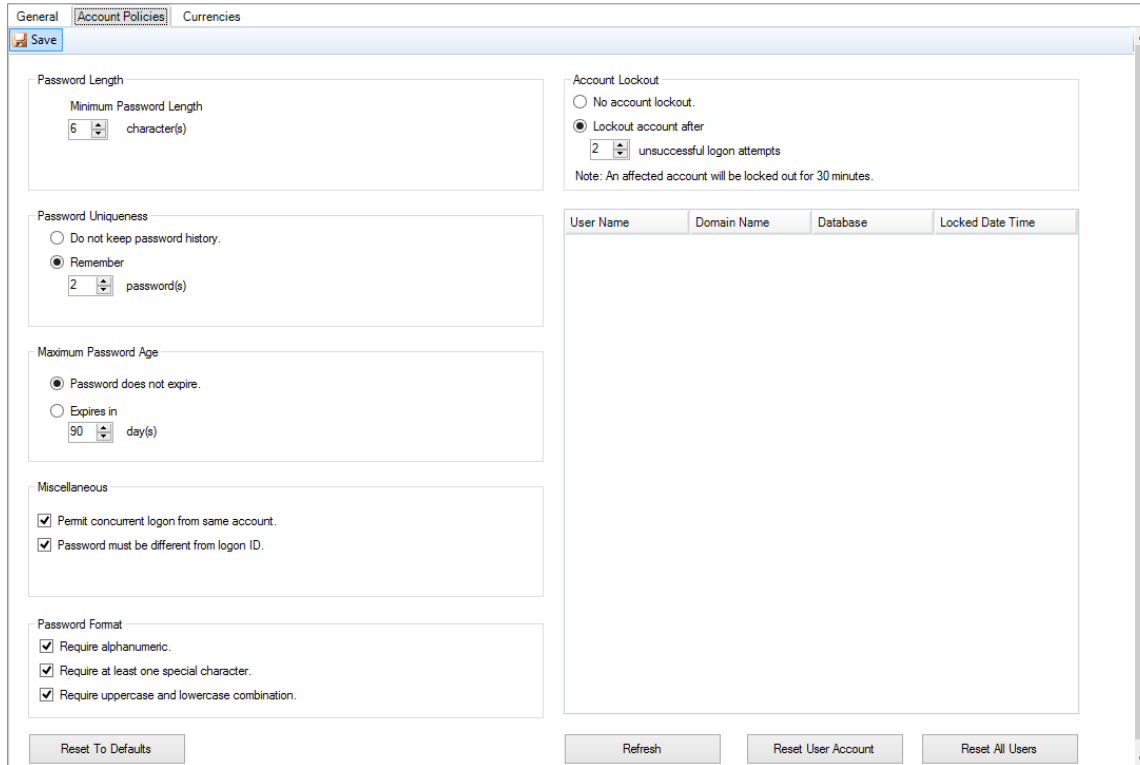 General Account Policies Currencies
Save
Password Length
Minimum Password Length
6 character(s)
Password Uniqueness
Do not keep password history.
Remember
2 password(s)
Maximum Password Age
Password does not expire.
Expires in
90 day(s)
Miscellaneous
Permit concurrent logon from same account.
Password must be different from logon ID.
Password Format
Require alphanumeric.
Require at least one special character.
Require uppercase and lowercase combination.
Reset To Defaults
Account Lockout
No account lockout.
Lockout account after
2 unsuccessful logon attempts
Note: An affected account will be locked out for 30 minutes.
User Name Domain Name Database Locked Date Time
Refresh Reset User Account Reset All Users